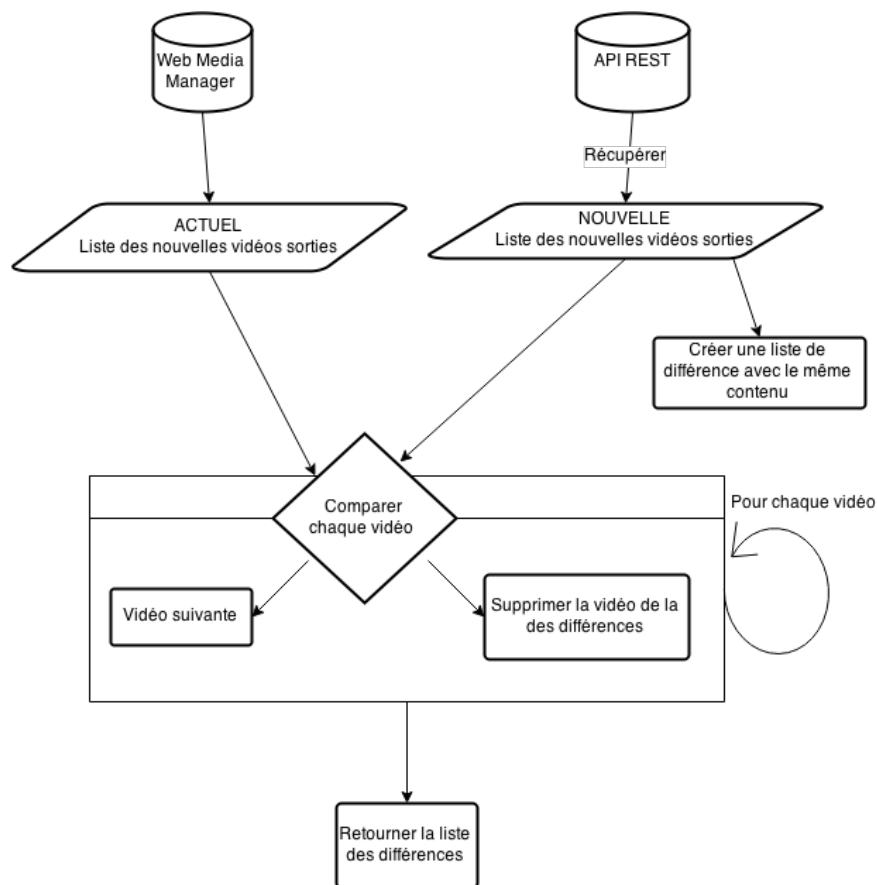 Web Media
Manager
API REST
Récupérer
ACTUEL
Liste des nouvelles vidéos sorties
NOUVELLE
Liste des nouvelles vidéos sorties
Créer une liste de
différence avec le même
contenu
Comparer
chaque vidéo
Pour chaque vidéo
Vidéo suivante
Supprimer la vidéo de la
des différences
Retourner la liste
des différences